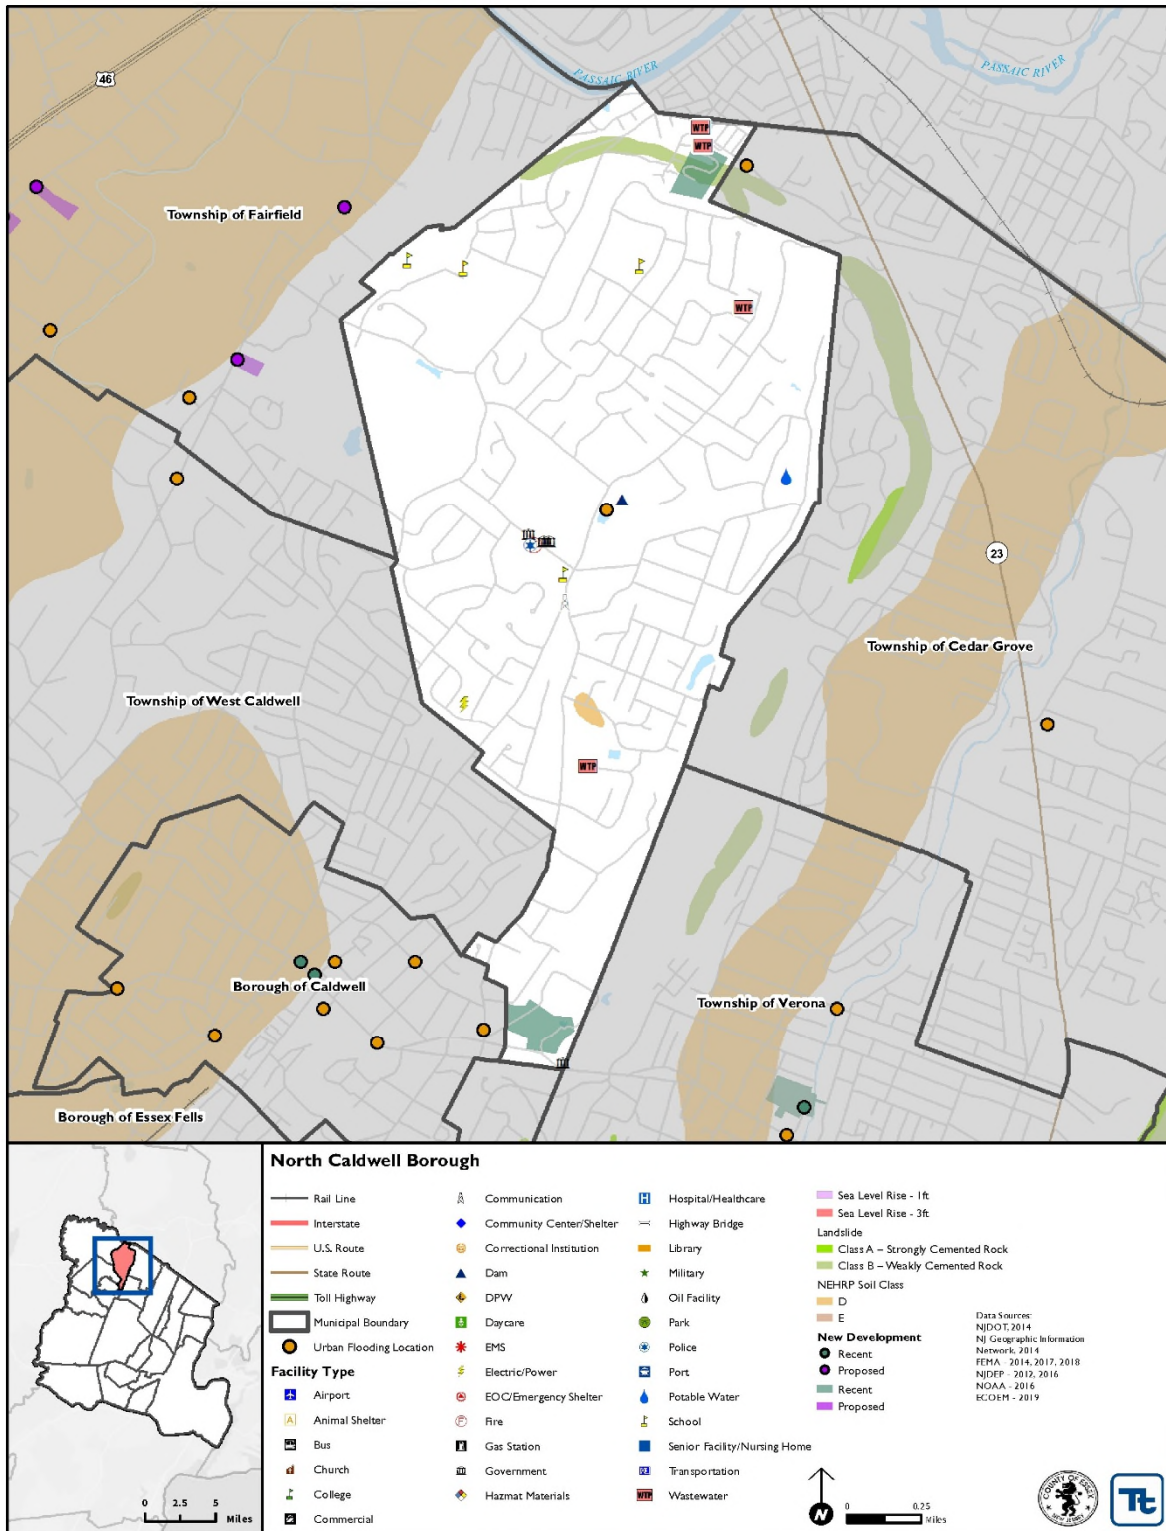 PASSAIC RIVER
PASSAIC RIVER
46
WTP
WTP
Township of Fairfield
WTP
23
Township of Cedar Grove
Township of West Caldwell
WTP
Borough of Caldwell
Township of Verona
Borough of Essex Fells
North Caldwell Borough
Rail Line
Interstate
U.S. Route
State Route
Toll Highway
Municipal Boundary
Urban Flooding Location
Facility Type
Airport
A Animal Shelter
Bus
Church
College
Commercial
Communication
Community Center/Shelter
Correctional Institution
Dam
DPW
Daycare
EMS
Electric/Power
EOC/Emergency Shelter
F Fire
Gas Station
Government
Hazmat Materials
H Hospital/Healthcare
Highway Bridge
Library
Military
Oil Facility
Park
Police
Port
Potable Water
School
Senior Facility/Nursing Home
Transportation
WTP Wastewater
Sea Level Rise - 1ft
Sea Level Rise - 3ft
Landslide
Class A – Strongly Cemented Rock
Class B – Weakly Cemented Rock
NEHRP Soil Class
D
E
New Development
Recent
Proposed
Recent
Proposed
Data Sources:
NJDOT, 2014
NJ Geographic Information
Network, 2014
FEMA - 2014, 2017, 2018
NJDEP - 2012, 2016
NOAA - 2016
ECOEM - 2019
0 2.5 5
Miles
N
0 0.25
Miles
COUNTY OF ESSEX
NEW JERSEY
Tt